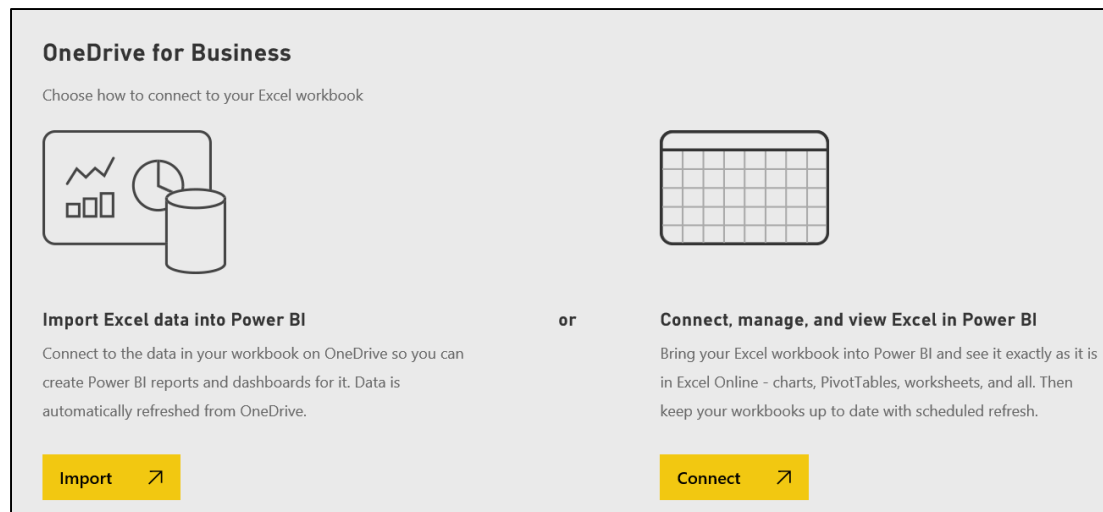 OneDrive for Business
Choose how to connect to your Excel workbook
Import Excel data into Power BI
Connect to the data in your workbook on OneDrive so you can
create Power BI reports and dashboards for it. Data is
automatically refreshed from OneDrive.
Import
or
Connect, manage, and view Excel in Power BI
Bring your Excel workbook into Power BI and see it exactly as it is
in Excel Online - charts, PivotTables, worksheets, and all. Then
keep your workbooks up to date with scheduled refresh.
Connect